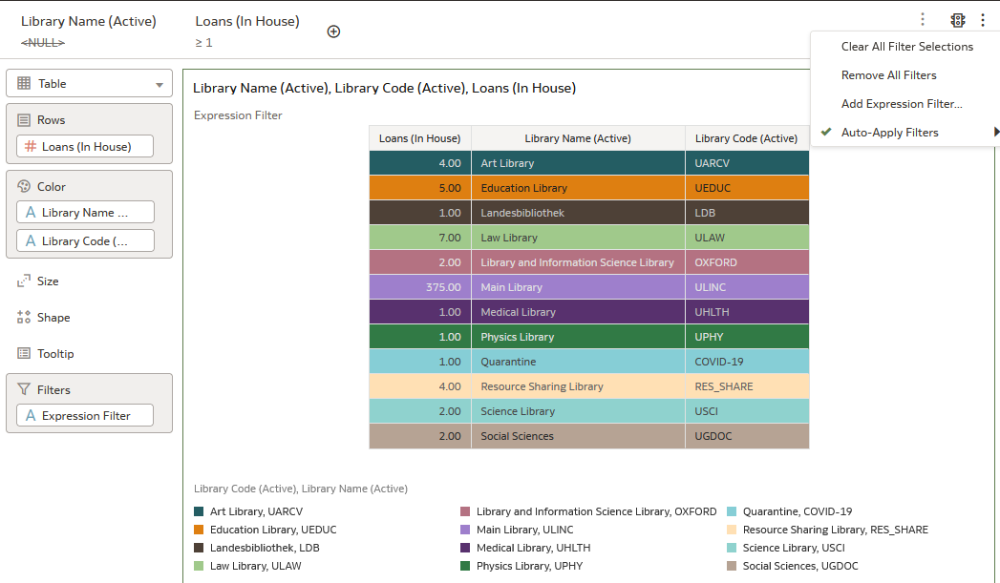 Library Name (Active)
<NULL>
Loans (In House)
≥ 1
Clear All Filter Selections
Remove All Filters
Add Expression Filter...
Auto-Apply Filters
Table
Rows
# Loans (In House)
Color
A Library Name ...
A Library Code (...
Size
Shape
Tooltip
Filters
A Expression Filter
Library Name (Active), Library Code (Active), Loans (In House)
Expression Filter
Loans (In House) Library Name (Active) Library Code (Active)
4.00 Art Library UARCV
5.00 Education Library UEDUC
1.00 Landesbibliothek LDB
7.00 Law Library ULAW
2.00 Library and Information Science Library OXFORD
375.00 Main Library ULINC
1.00 Medical Library UHLTH
1.00 Physics Library UPHY
1.00 Quarantine COVID-19
4.00 Resource Sharing Library RES_SHARE
2.00 Science Library USCI
2.00 Social Sciences UGDOC
Library Code (Active), Library Name (Active)
Art Library, UARCV
Education Library, UEDUC
Landesbibliothek, LDB
Law Library, ULAW
Library and Information Science Library, OXFORD
Main Library, ULINC
Medical Library, UHLTH
Physics Library, UPHY
Quarantine, COVID-19
Resource Sharing Library, RES_SHARE
Science Library, USCI
Social Sciences, UGDOC